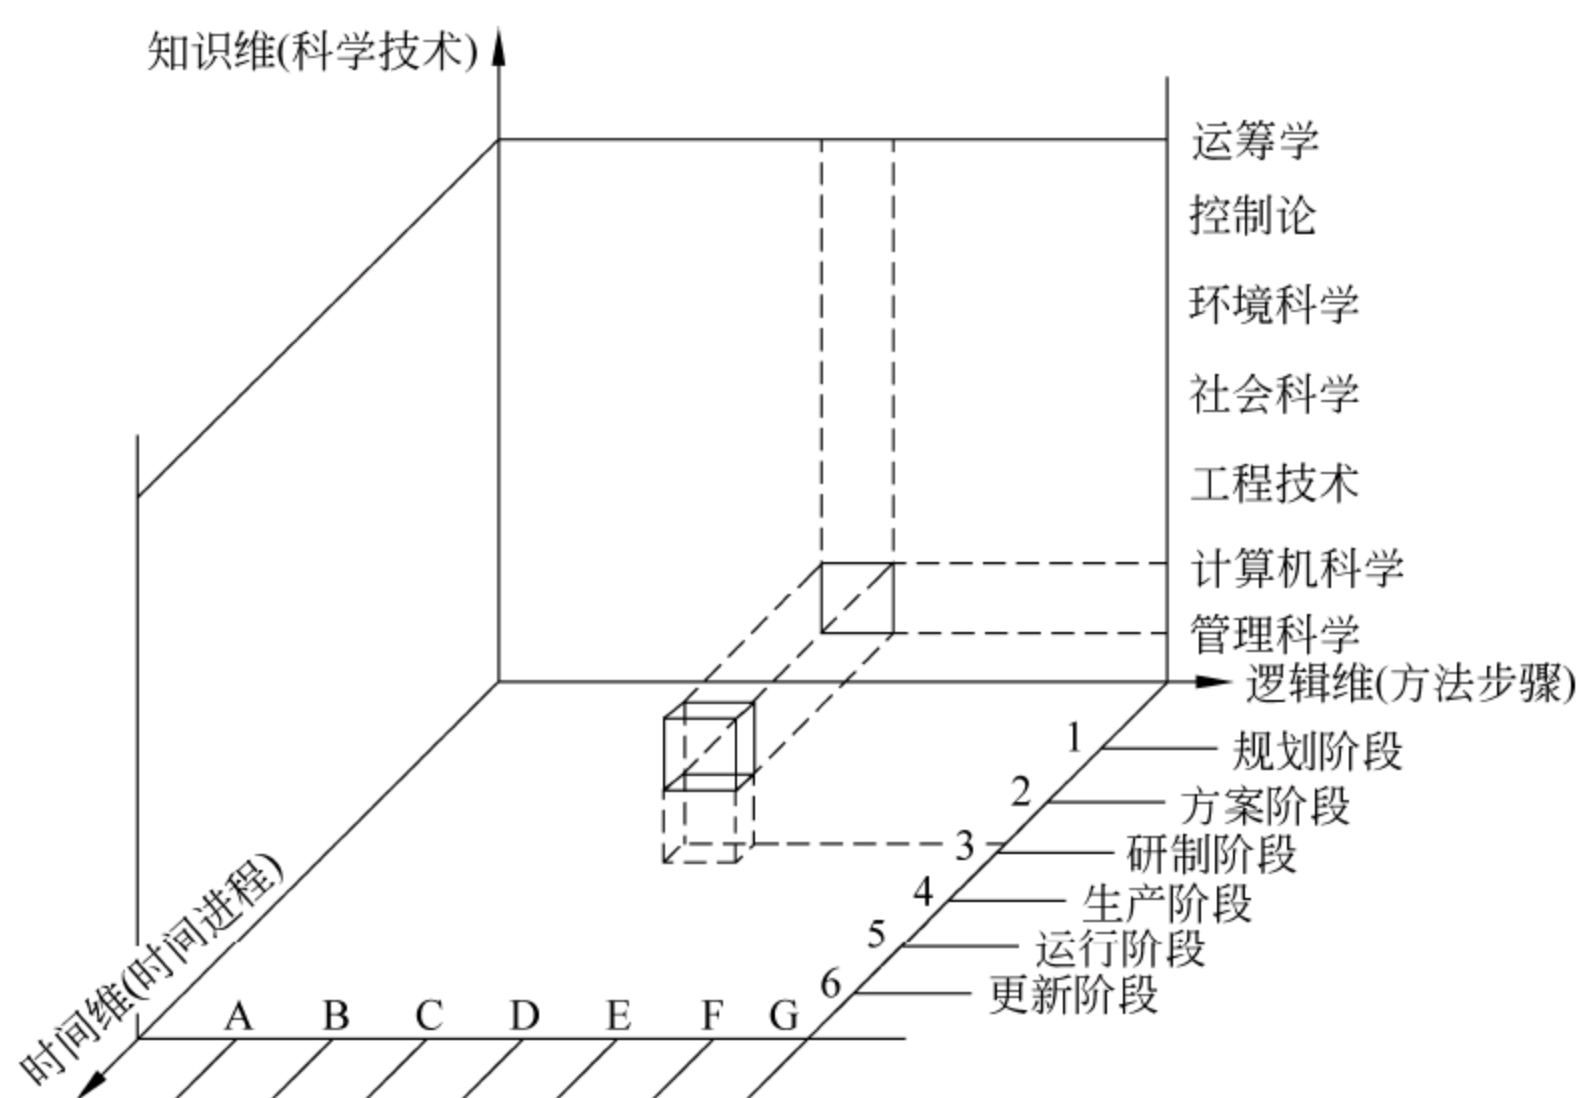 知识维(科学技术)
运筹学
控制论
环境科学
社会科学
工程技术
计算机科学
管理科学
逻辑维(方法步骤)
1 规划阶段
2 方案阶段
3 研制阶段
4 生产阶段
5 运行阶段
6 更新阶段
时间维(时间进程)
A B C D E F G